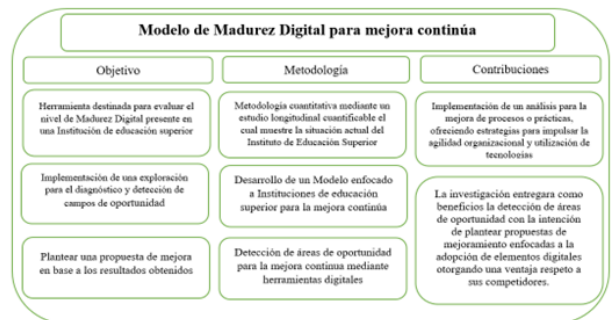 Modelo de Madurez Digital para mejora continúa
Objetivo
Metodología
Contribuciones
Herramienta destinada para evaluar el
nivel de Madurez Digital presente en
una Institución de educación superior
Metodología cuantitativa mediante un
estudio longitudinal cuantificable el
cual muestre la situación actual del
Instituto de Educación Superior
Implementación de un análisis para la
mejora de procesos o prácticas,
ofreciendo estrategias para impulsar la
agilidad organizacional y utilización de
tecnologías
Implementación de una exploración
para el diagnóstico y detección de
campos de oportunidad
Desarrollo de un Modelo enfocado
a Instituciones de educación
superior para la mejora continúa
La investigación entregara como
beneficios la detección de áreas
de oportunidad con la intención
de plantear propuestas de
mejoramiento enfocadas a la
adopción de elementos digitales
otorgando una ventaja respeto a
sus competidores.
Plantear una propuesta de mejora
en base a los resultados obtenidos
Detección de áreas de oportunidad
para la mejora continua mediante
herramientas digitales